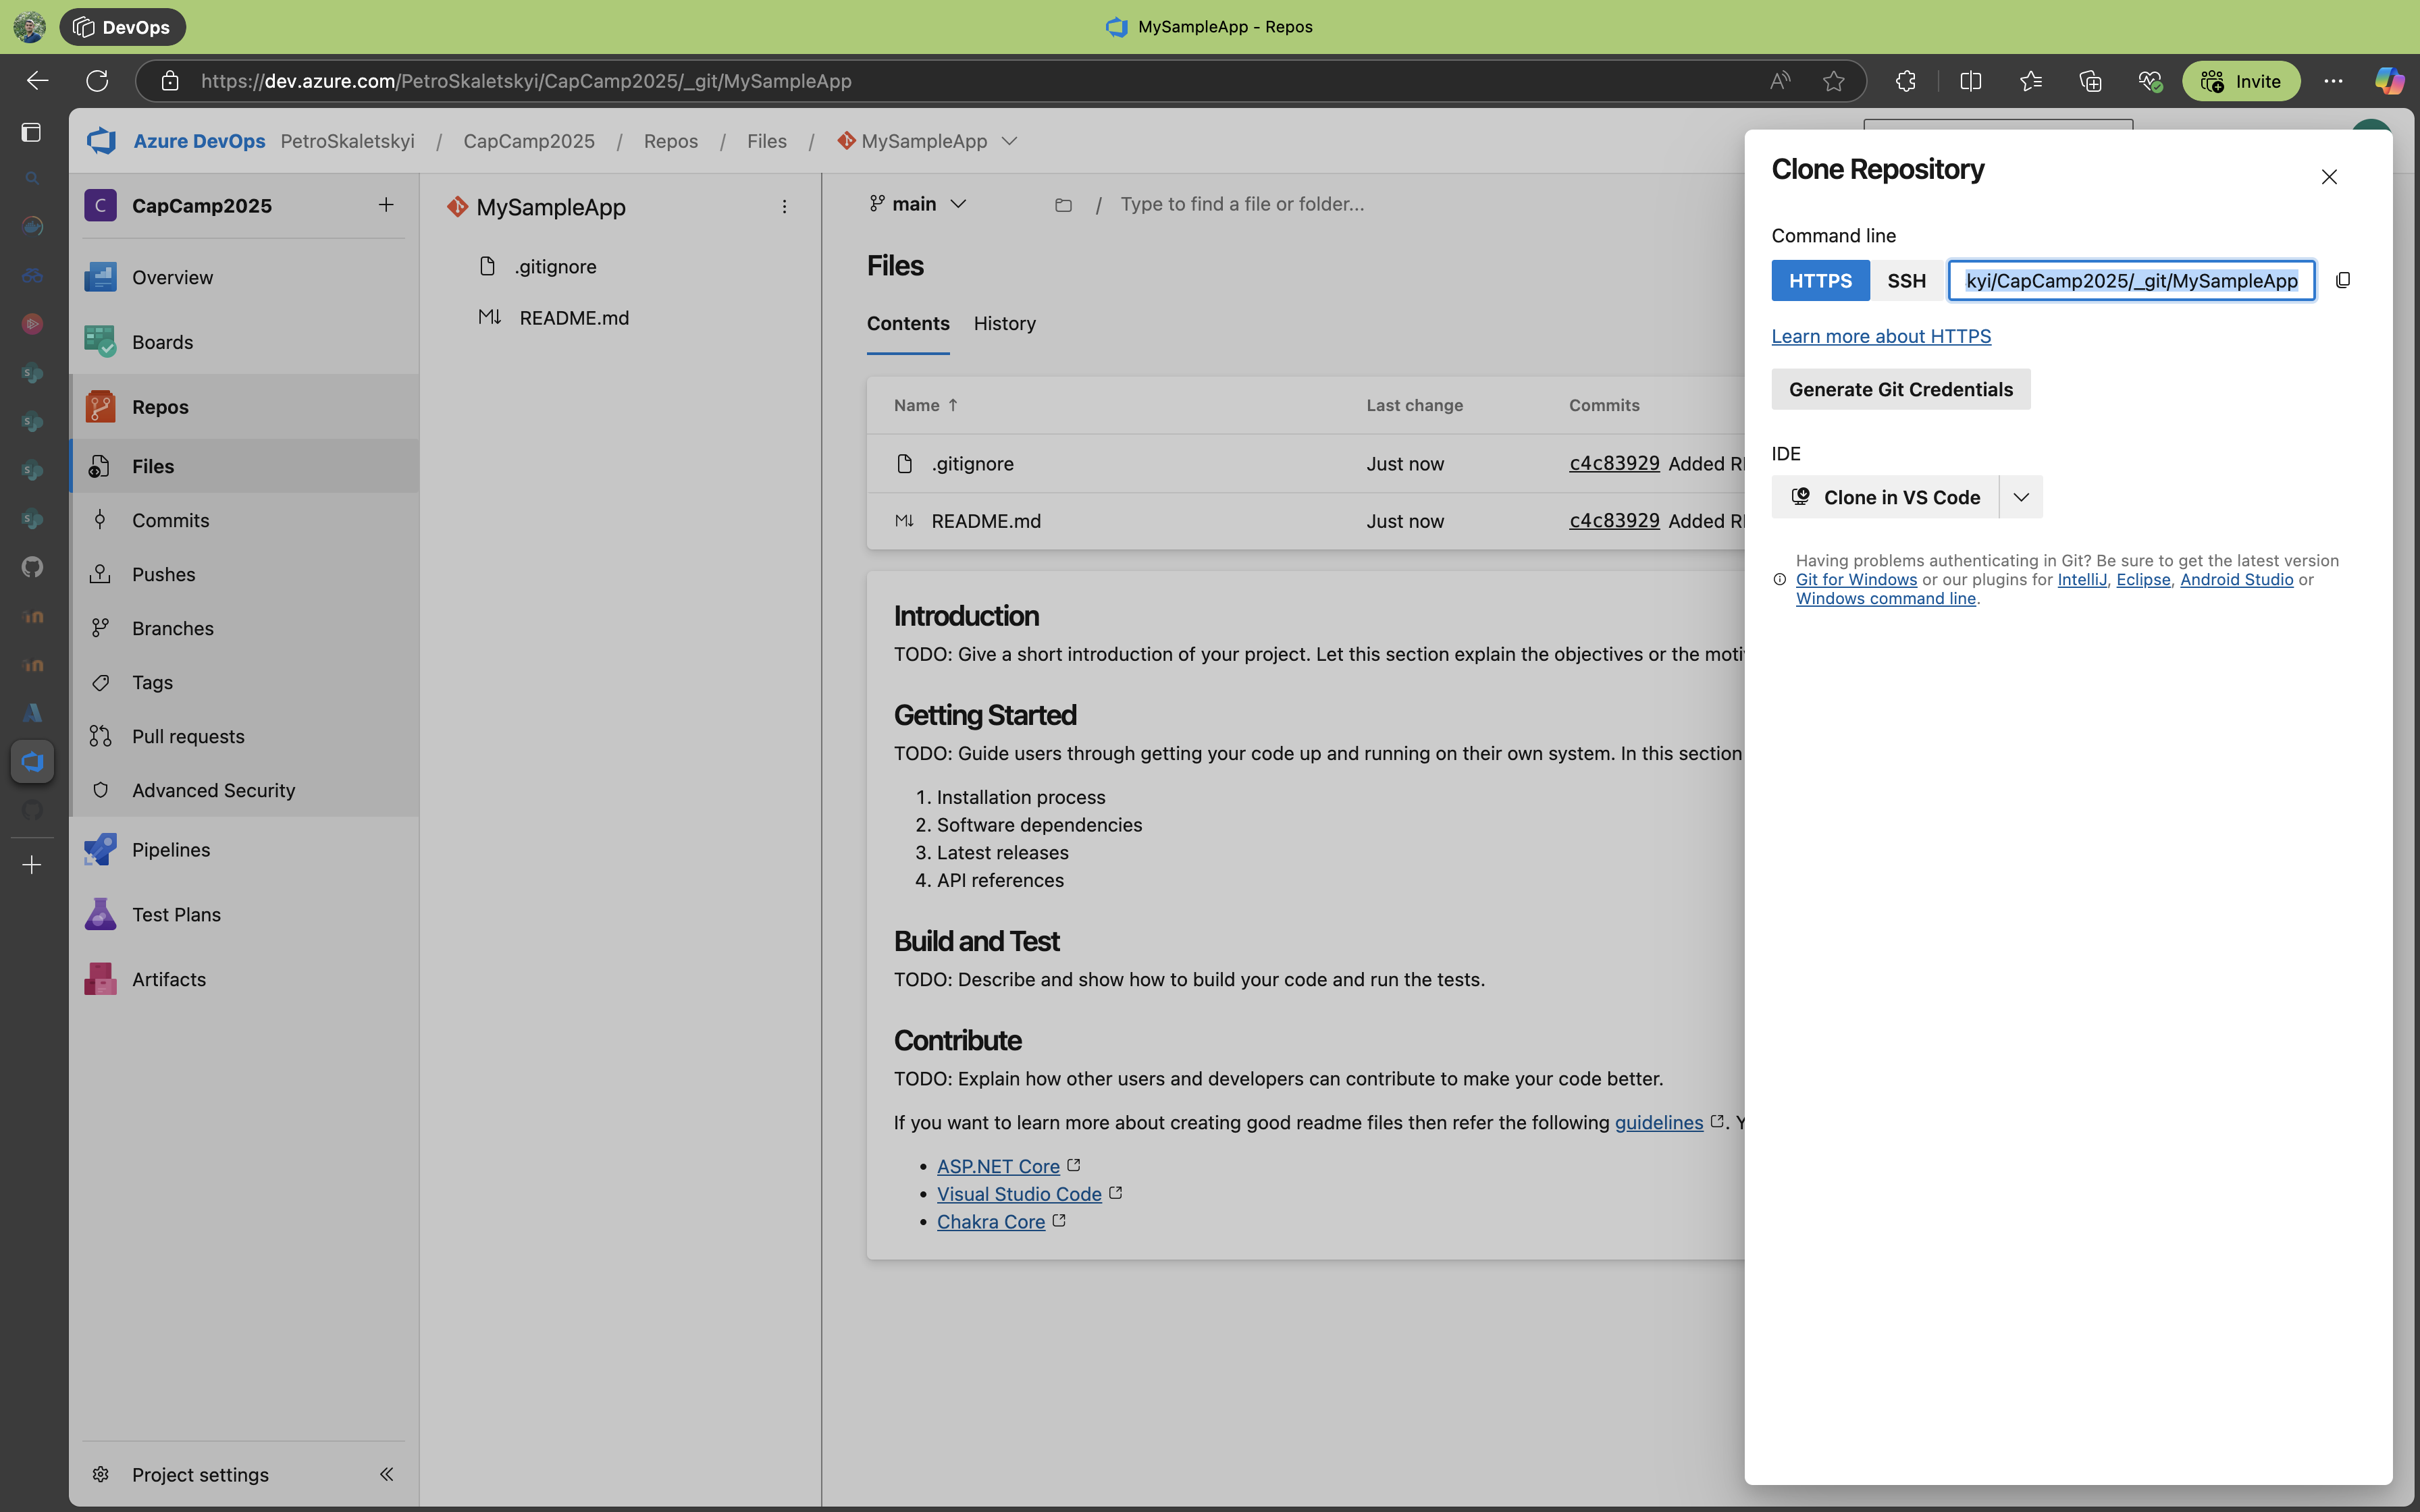 DevOps
MySampleApp - Repos
https://dev.azure.com/PetroSkaletskyi/CapCamp2025/_git/MySampleApp
Invite
Azure DevOps PetroSkaletskyi / CapCamp2025 / Repos / Files / MySampleApp
C CapCamp2025
Overview
Boards
Repos
Files
Commits
Pushes
Branches
Tags
Pull requests
Advanced Security
Pipelines
Test Plans
Artifacts
Project settings
MySampleApp
.gitignore
README.md
main / Type to find a file or folder...
Files
Contents History
Name Last change Commits
.gitignore Just now c4c83929 Added
README.md Just now c4c83929 Added
Introduction
TODO: Give a short introduction of your project. Let this section explain the objectives or the
Getting Started
TODO: Guide users through getting your code up and running on their own system. In this section
1. Installation process
2. Software dependencies
3. Latest releases
4. API references
Build and Test
TODO: Describe and show how to build your code and run the tests.
Contribute
TODO: Explain how other users and developers can contribute to make your code better.
If you want to learn more about creating good readme files then refer the following guidelines .
• ASP.NET Core
• Visual Studio Code
• Chakra Core
Clone Repository
Command line
HTTPS SSH kyi/CapCamp2025/_git/MySampleApp
Learn more about HTTPS
Generate Git Credentials
IDE
Clone in VS Code
Having problems authenticating in Git? Be sure to get the latest version
Git for Windows or our plugins for IntelliJ, Eclipse, Android Studio or
Windows command line.